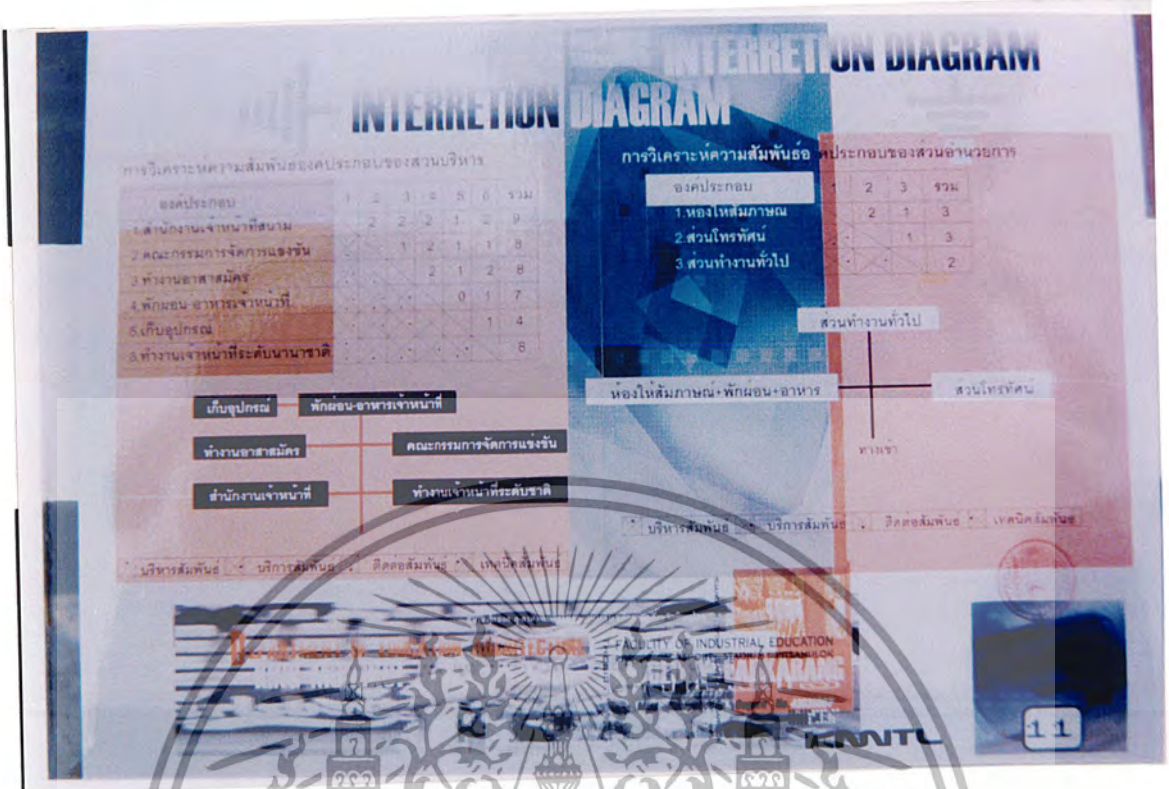 INTERRETION DIAGRAM
การวิเคราะห์ความสัมพันธ์องค์ประกอบของส่วนบริหาร
องค์ประกอบ 1 2 3 4 5 6 รวม
1.สำนักงานเจ้าหน้าที่สนาม 2 2 2 1 2 9
2.คณะกรรมการจัดการแข่งขัน 1 2 1 1 8
3.ทำงานอาสาสมัคร 2 1 2 8
4.พักผ่อน-อาหารเจ้าหน้าที่ 0 1 7
5.เก็บอุปกรณ์ 1 4
6.ทำงานเจ้าหน้าที่ระดับนานาชาติ 8
เก็บอุปกรณ์ พักผ่อน-อาหารเจ้าหน้าที่
ทำงานอาสาสมัคร คณะกรรมการจัดการแข่งขัน
สำนักงานเจ้าหน้าที่ ทำงานเจ้าหน้าที่ระดับชาติ
บริหารสัมพันธ์ บริการสัมพันธ์ ติดต่อสัมพันธ์ เทคนิคสัมพันธ์
INTERRETION DIAGRAM
การวิเคราะห์ความสัมพันธ์อ คประกอบของส่วนอำนวยการ
องค์ประกอบ 1 2 3 รวม
1.ห้องให้สัมภาษณ์ 2 1 3
2.ส่วนโทรทัศน์ 1 3
3.ส่วนทำงานทั่วไป 2
ส่วนทำงานทั่วไป
ห้องให้สัมภาษณ์+พักผ่อน+อาหาร ส่วนโทรทัศน์
ทางเข้า
บริหารสัมพันธ์ บริการสัมพันธ์ ติดต่อสัมพันธ์ เทคนิคสัมพันธ์
FACULITY OF INDUSTRIAL EDUCATION
KMITL
11